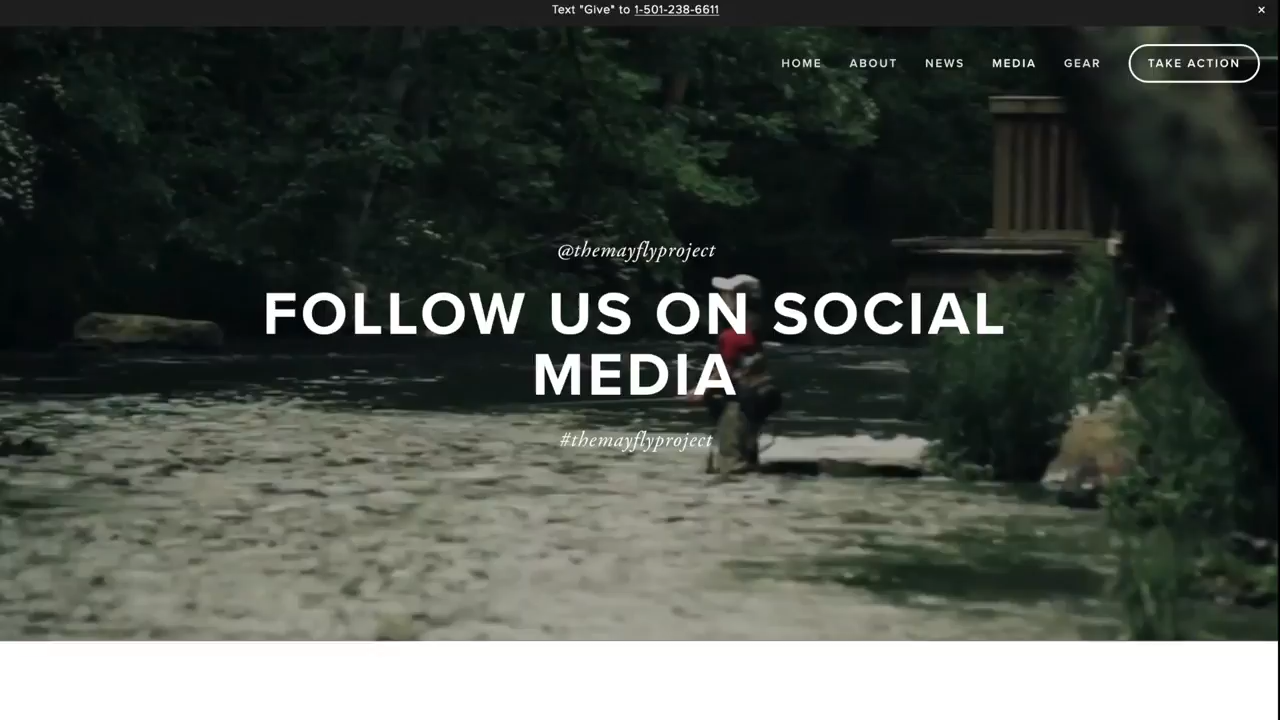 Text "Give" to 1-501-238-6611
×
HOME ABOUT NEWS MEDIA GEAR TAKE ACTION
@themayflyproject
FOLLOW US ON SOCIAL
MEDIA
#themayflyproject